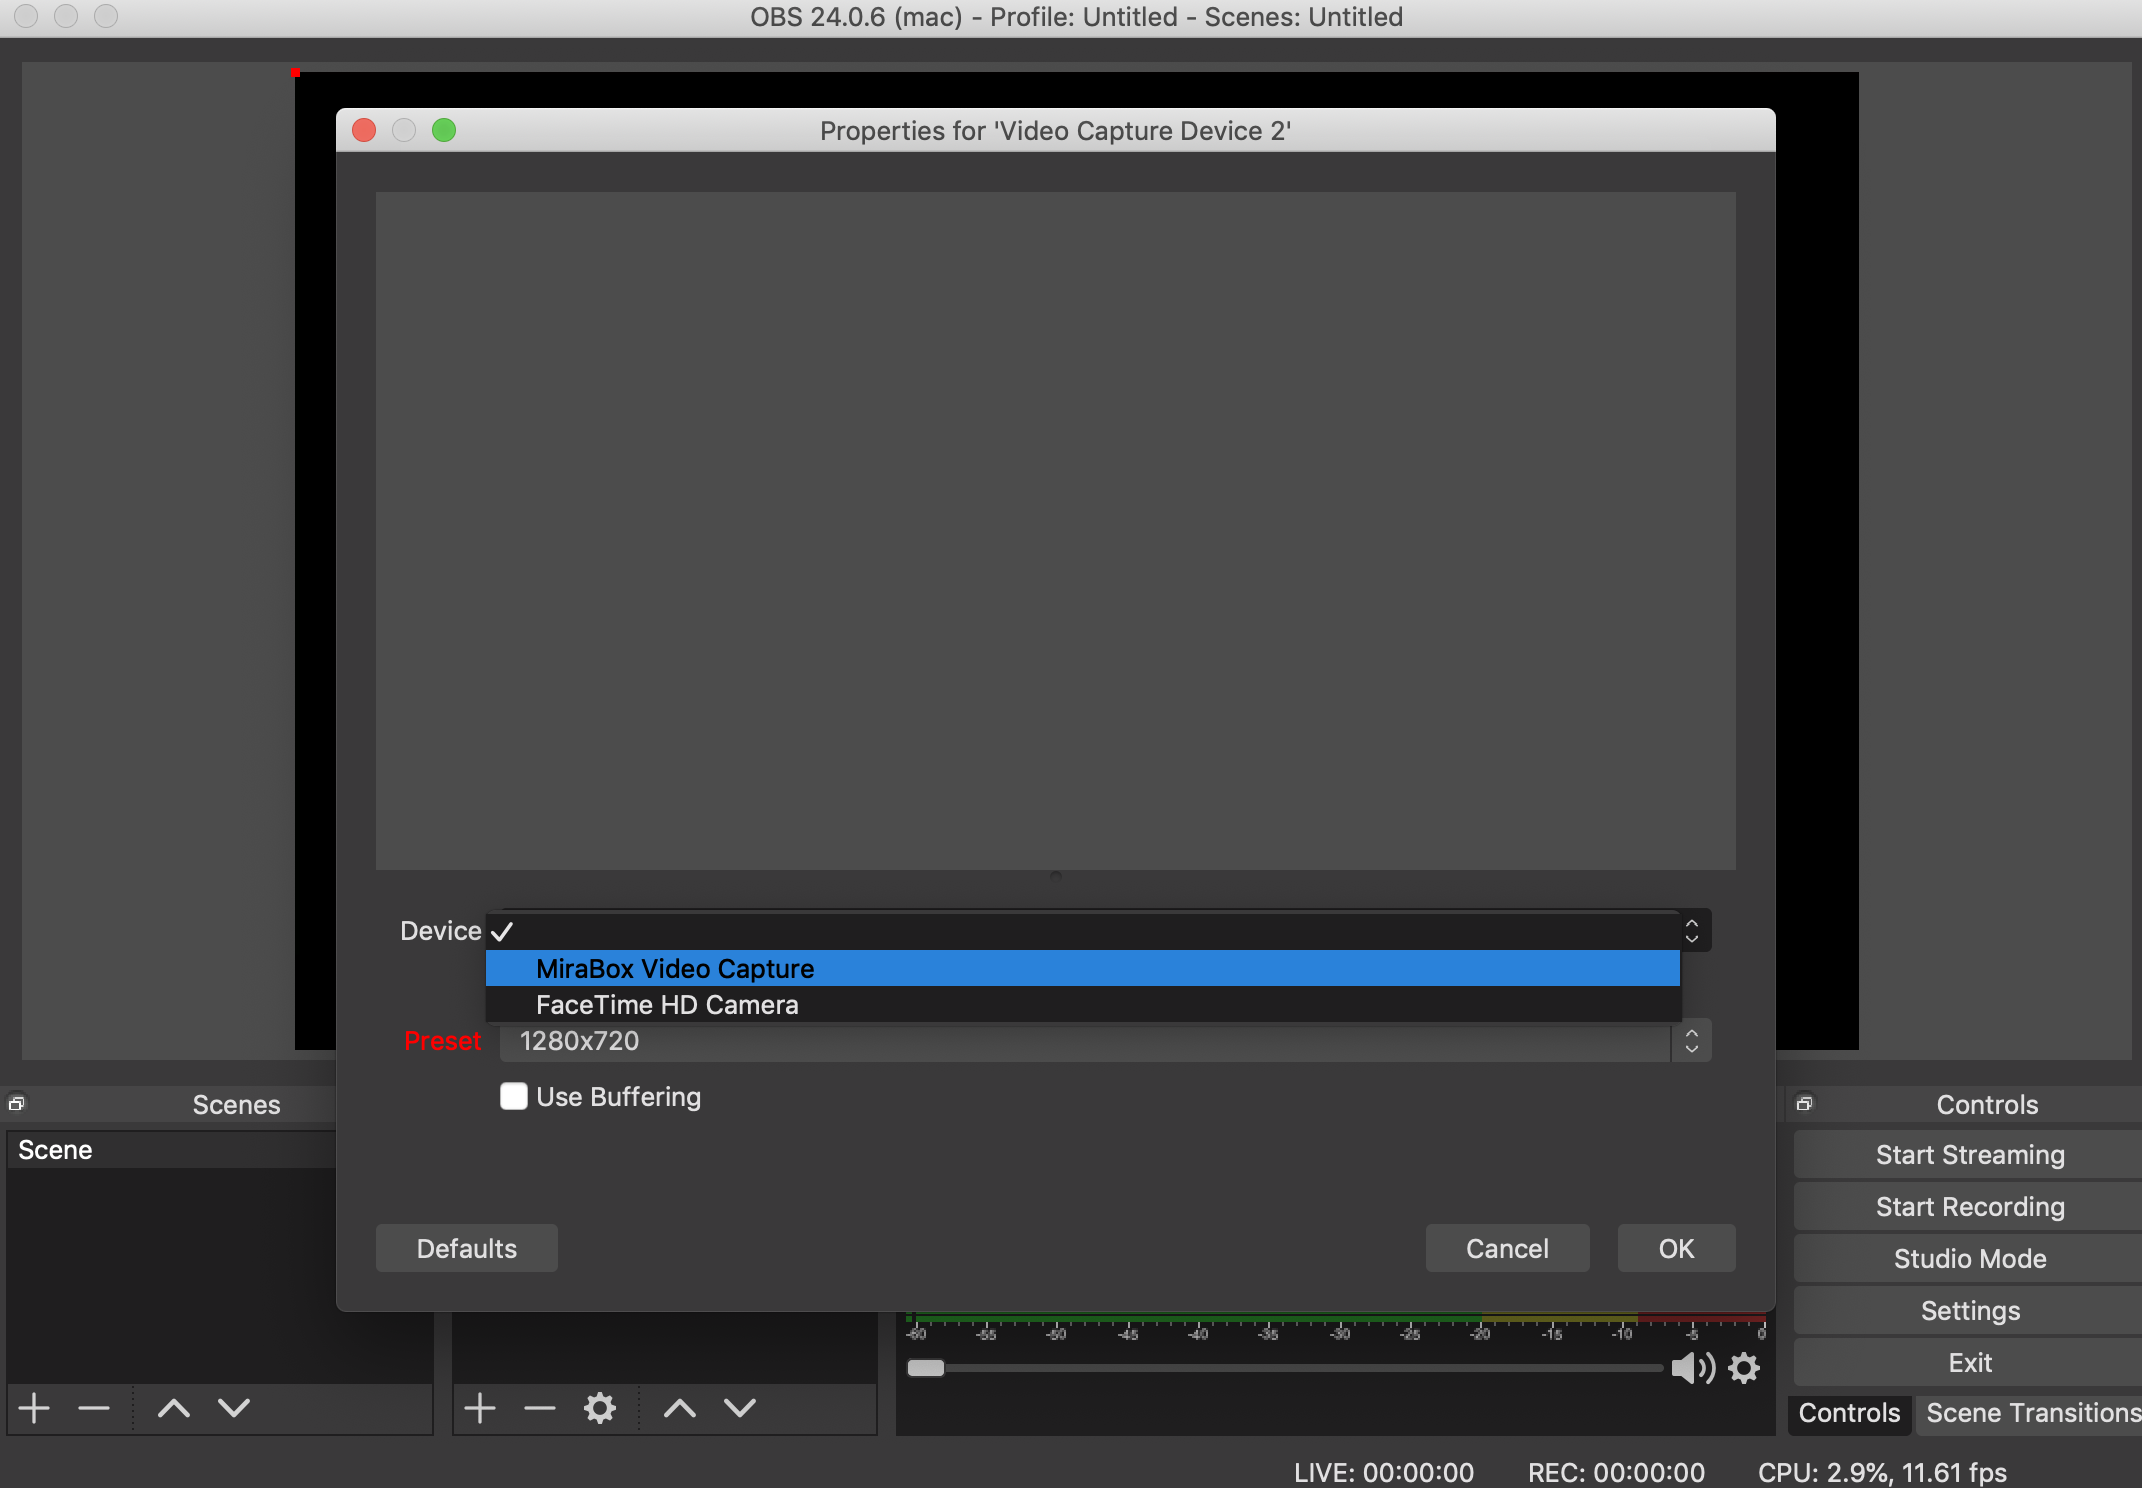 OBS 24.0.6 (mac) - Profile: Untitled - Scenes: Untitled
Properties for 'Video Capture Device 2'
Device
MiraBox Video Capture
FaceTime HD Camera
Preset 1280x720
Use Buffering
Defaults Cancel OK
Scenes
Scene
-60 -55 -50 -45 -40 -35 -30 -25 -20 -15 -10 -5 0
Controls
Start Streaming
Start Recording
Studio Mode
Settings
Exit
Controls Scene Transitions
LIVE: 00:00:00 REC: 00:00:00 CPU: 2.9%, 11.61 fps